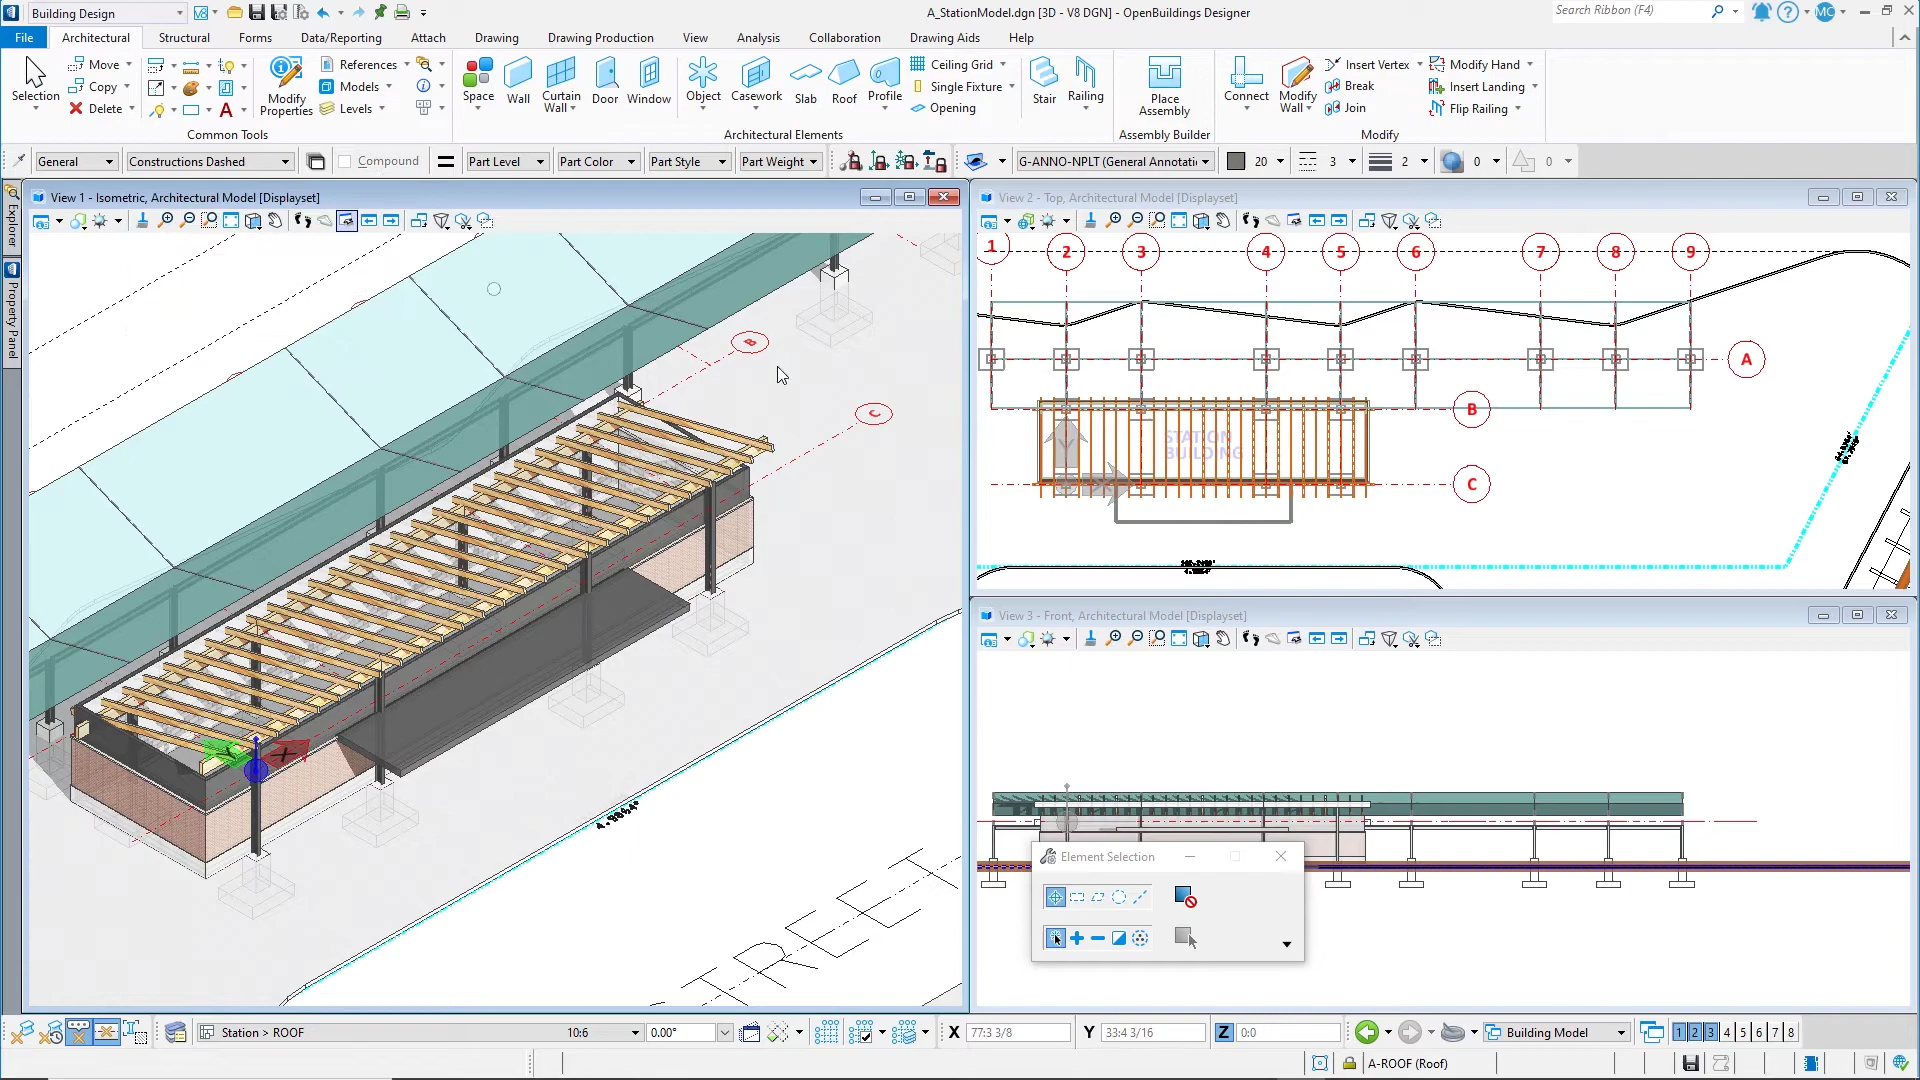 Building Design
V8
A_StationModel.dgn [3D - V8 DGN] - OpenBuildings Designer
Search Ribbon (F4)
MC
File
Architectural
Structural
Forms
Data/Reporting
Attach
Drawing
Drawing Production
View
Analysis
Collaboration
Drawing Aids
Help
Selection
Move
Copy
Delete
A
Modify
Properties
References
Models
Levels
Common Tools
Space
Wall
Curtain
Wall
Door
Window
Object
Casework
Slab
Roof
Profile
Ceiling Grid
Single Fixture
Opening
Architectural Elements
Stair
Railing
Place
Assembly
Assembly Builder
Connect
Modify
Wall
Insert Vertex
Break
Join
Modify Hand
Insert Landing
Flip Railing
Modify
General
Constructions Dashed
Compound
Part Level
Part Color
Part Style
Part Weight
G-ANNO-NPLT (General Annotati
20
3
2
0
0
Explorer
Property Panel
View 1 - Isometric, Architectural Model [Displayset]
B
C
Y
X
TREET
View 2 - Top, Architectural Model [Displayset]
1
2
3
4
5
6
7
8
9
A
B
C
STATION
BUILDING
View 3 - Front, Architectural Model [Displayset]
Element Selection
Station > ROOF
10:6
0.00°
X
77:3 3/8
Y
33:4 3/16
Z
0:0
Building Model
1 2 3 4 5 6 7 8
A-ROOF (Roof)